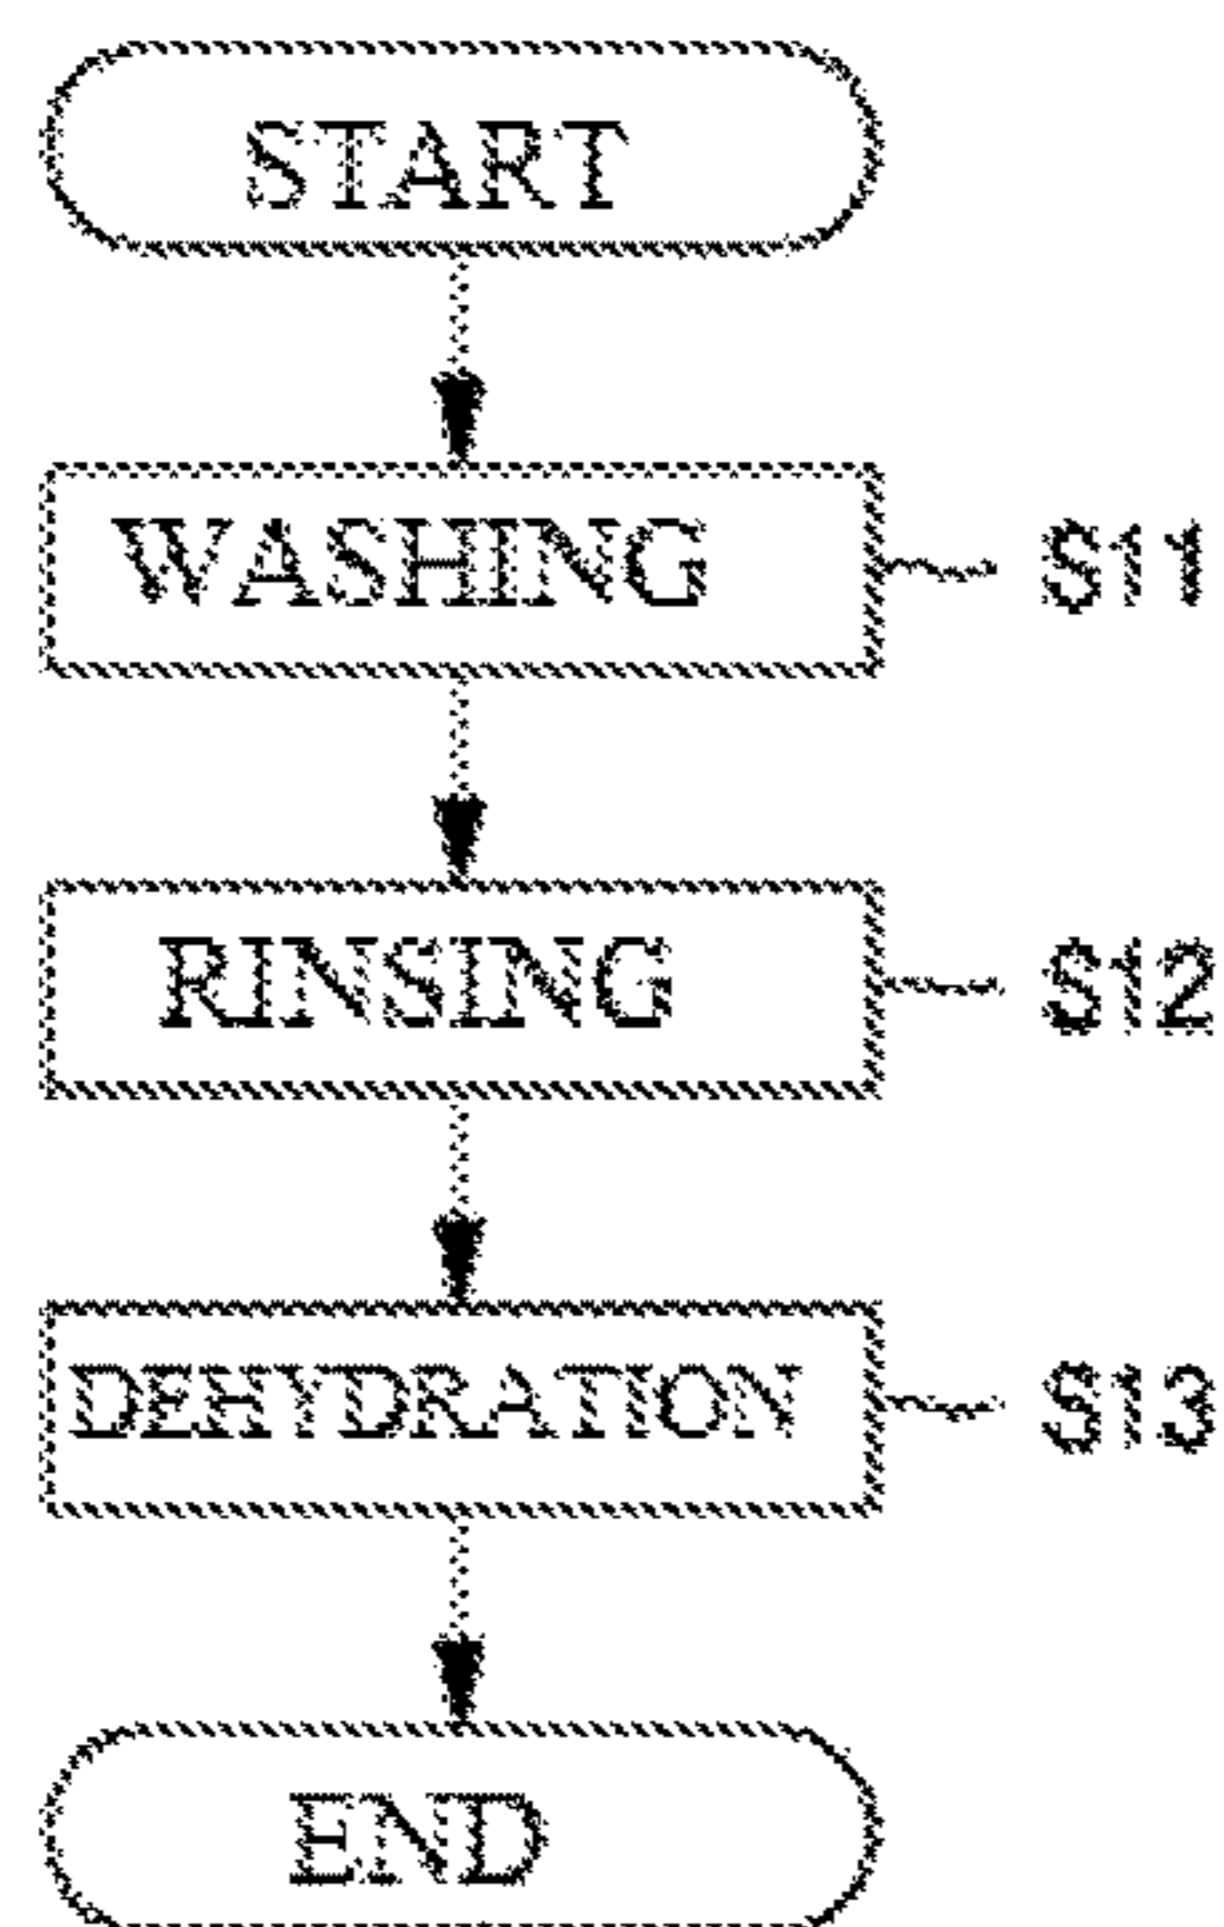 START
WASHING S11
RINSING S12
DEHYDRATION S13
END